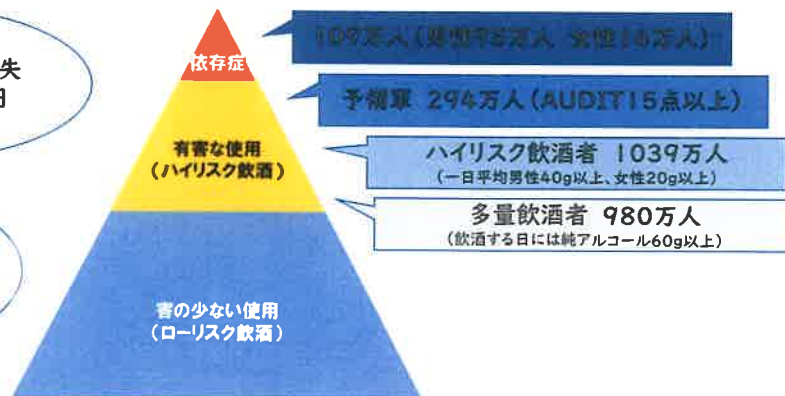 失
依存症
109万人(男性95万人 女性14万人)
予備軍 294万人(AUDIT15点以上)
有害な使用
(ハイリスク飲酒)
ハイリスク飲酒者 1039万人
(一日平均男性40g以上、女性20g以上)
多量飲酒者 980万人
(飲酒する日には純アルコール60g以上)
害の少ない使用
(ローリスク飲酒)